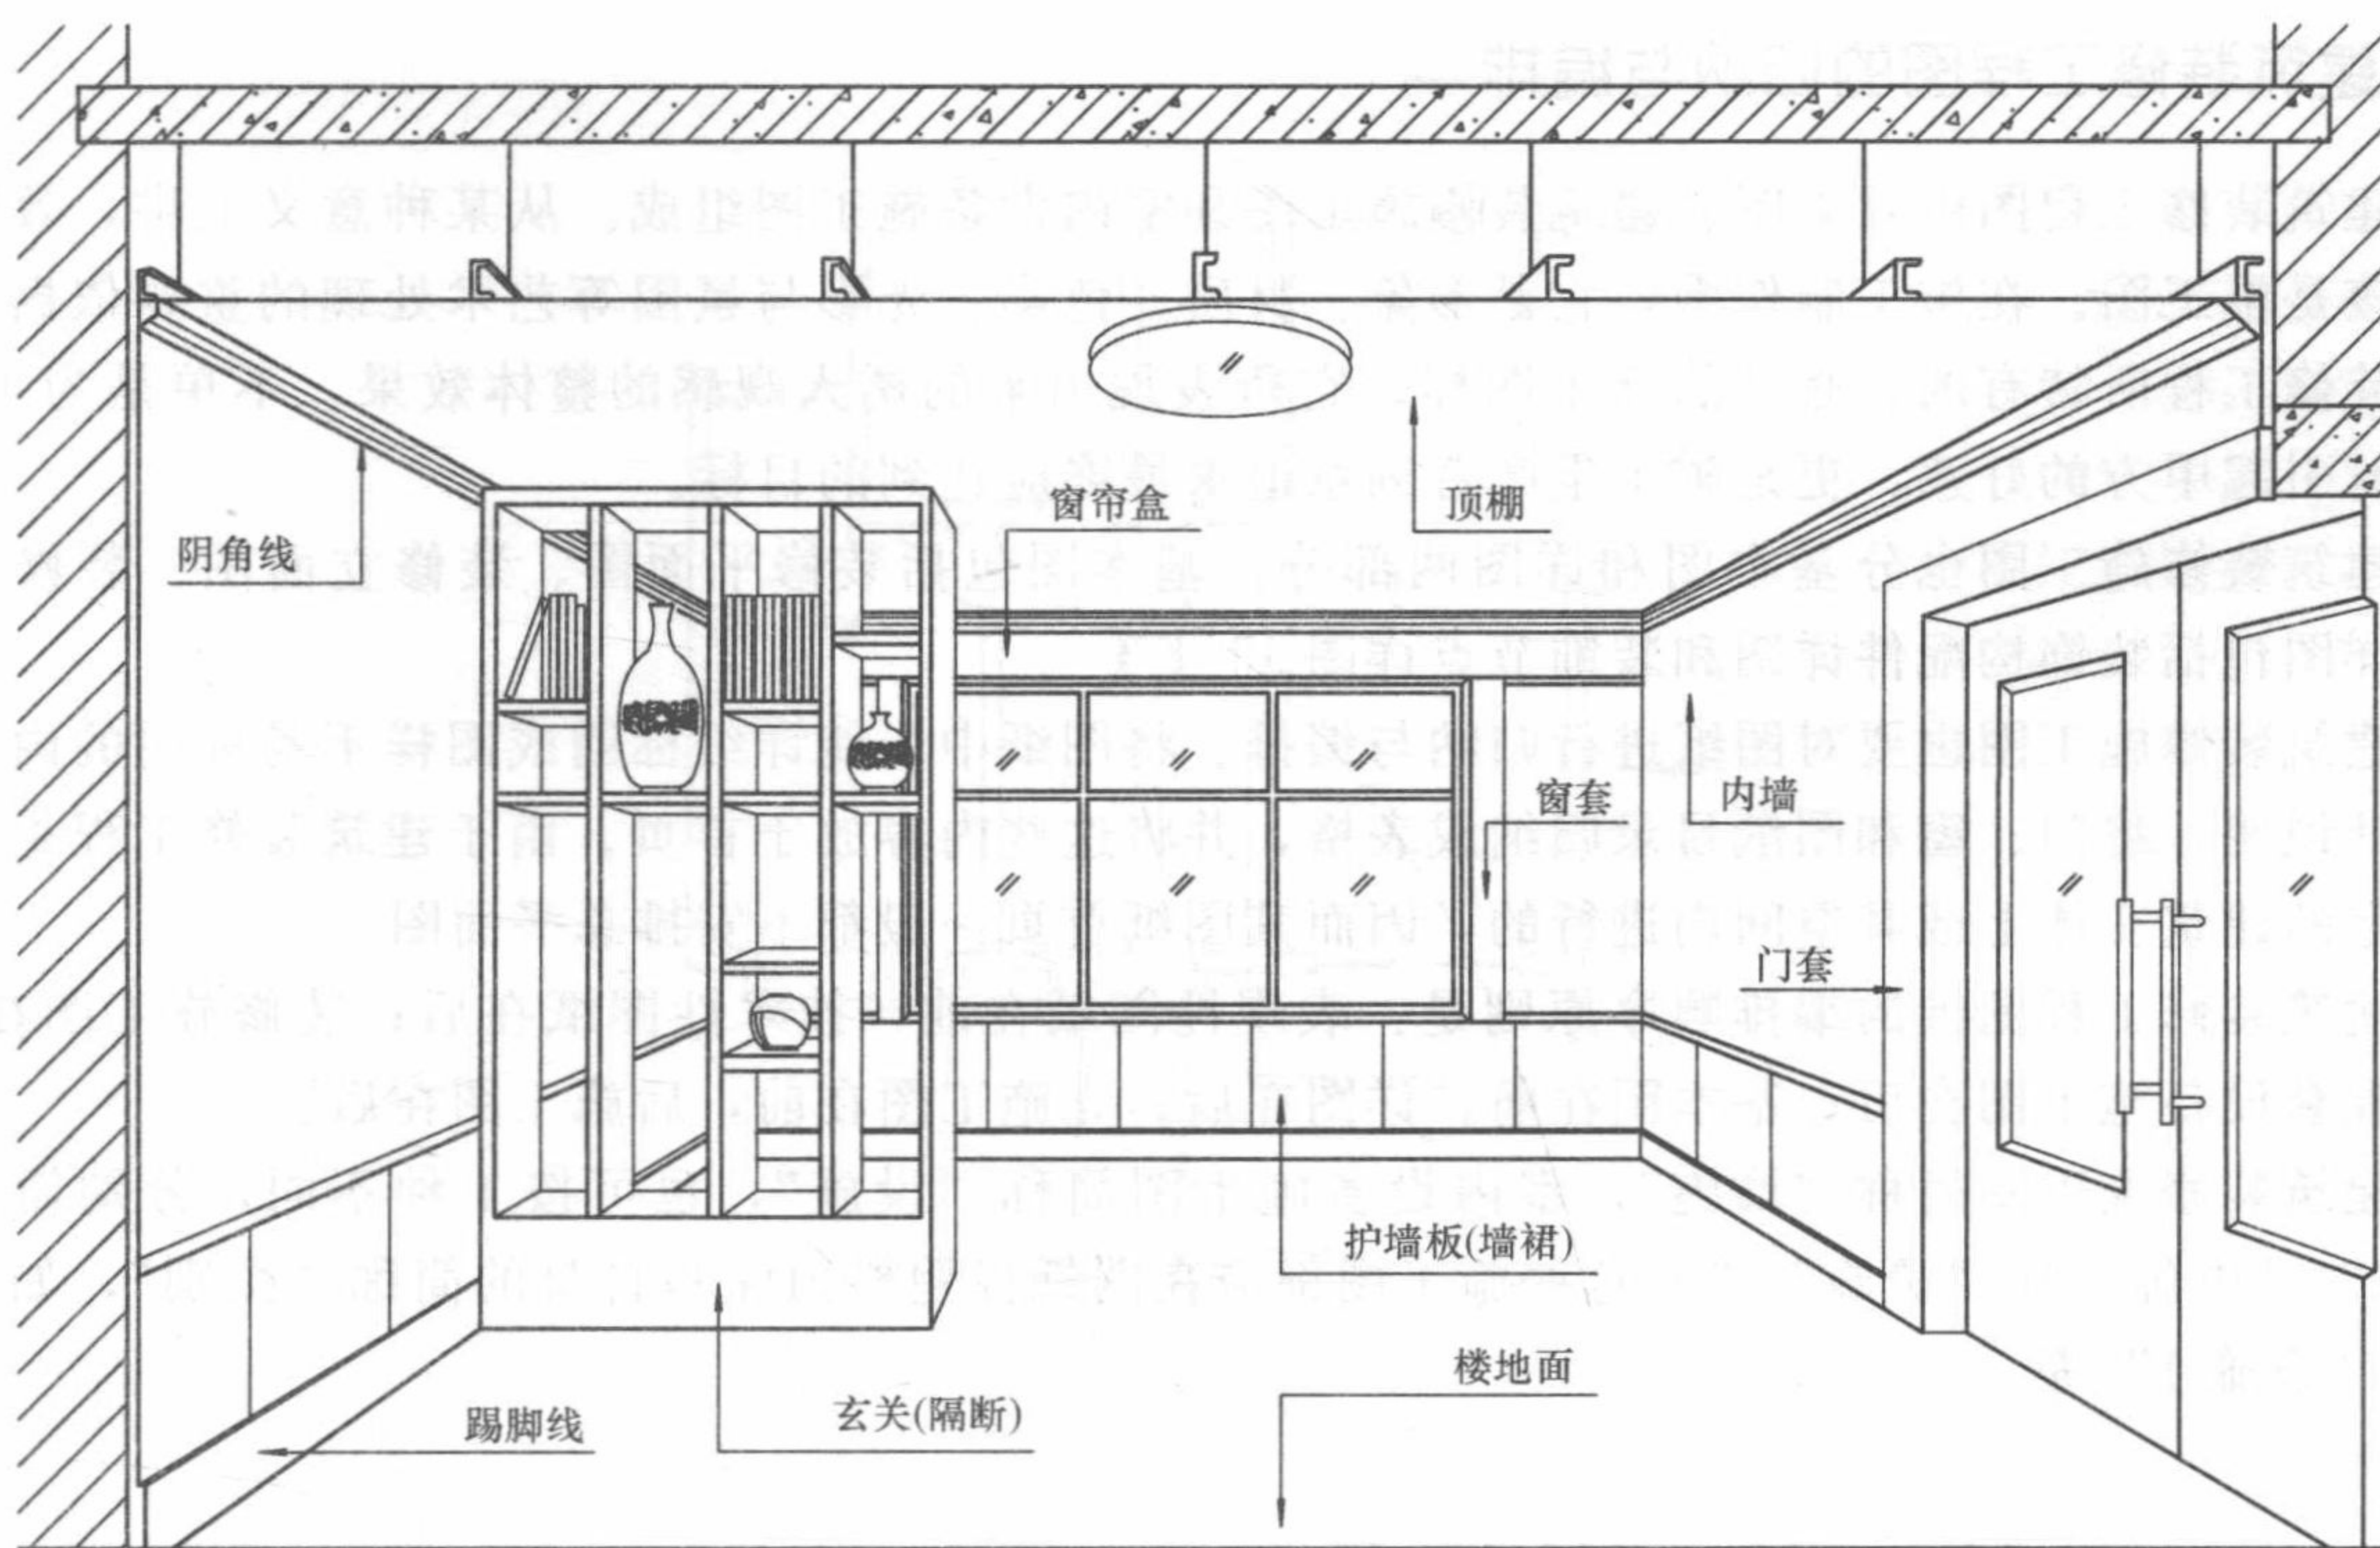 窗帘盒
顶棚
阴角线
窗套
内墙
门套
护墙板(墙裙)
楼地面
踢脚线
玄关(隔断)